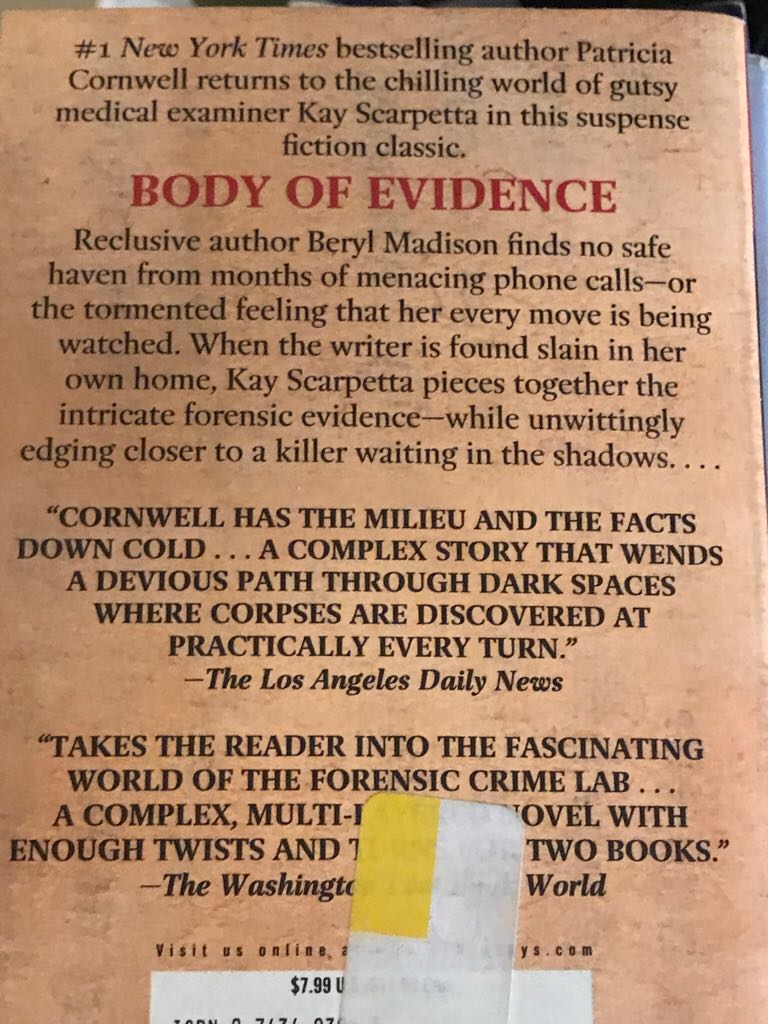 #1 New York Times bestselling author Patricia
Cornwell returns to the chilling world of gutsy
medical examiner Kay Scarpetta in this suspense
fiction classic.
BODY OF EVIDENCE
Reclusive author Beryl Madison finds no safe
haven from months of menacing phone calls—or
the tormented feeling that her every move is being
watched. When the writer is found slain in her
own home, Kay Scarpetta pieces together the
intricate forensic evidence—while unwittingly
edging closer to a killer waiting in the shadows. . . .
“CORNWELL HAS THE MILIEU AND THE FACTS
DOWN COLD . . . A COMPLEX STORY THAT WENDS
A DEVIOUS PATH THROUGH DARK SPACES
WHERE CORPSES ARE DISCOVERED AT
PRACTICALLY EVERY TURN.”
—The Los Angeles Daily News
“TAKES THE READER INTO THE FASCINATING
WORLD OF THE FORENSIC CRIME LAB . . .
A COMPLEX, WITH
ENOUGH TWISTS AND TWO BOOKS.”
—The World
Visit us online
$7.99